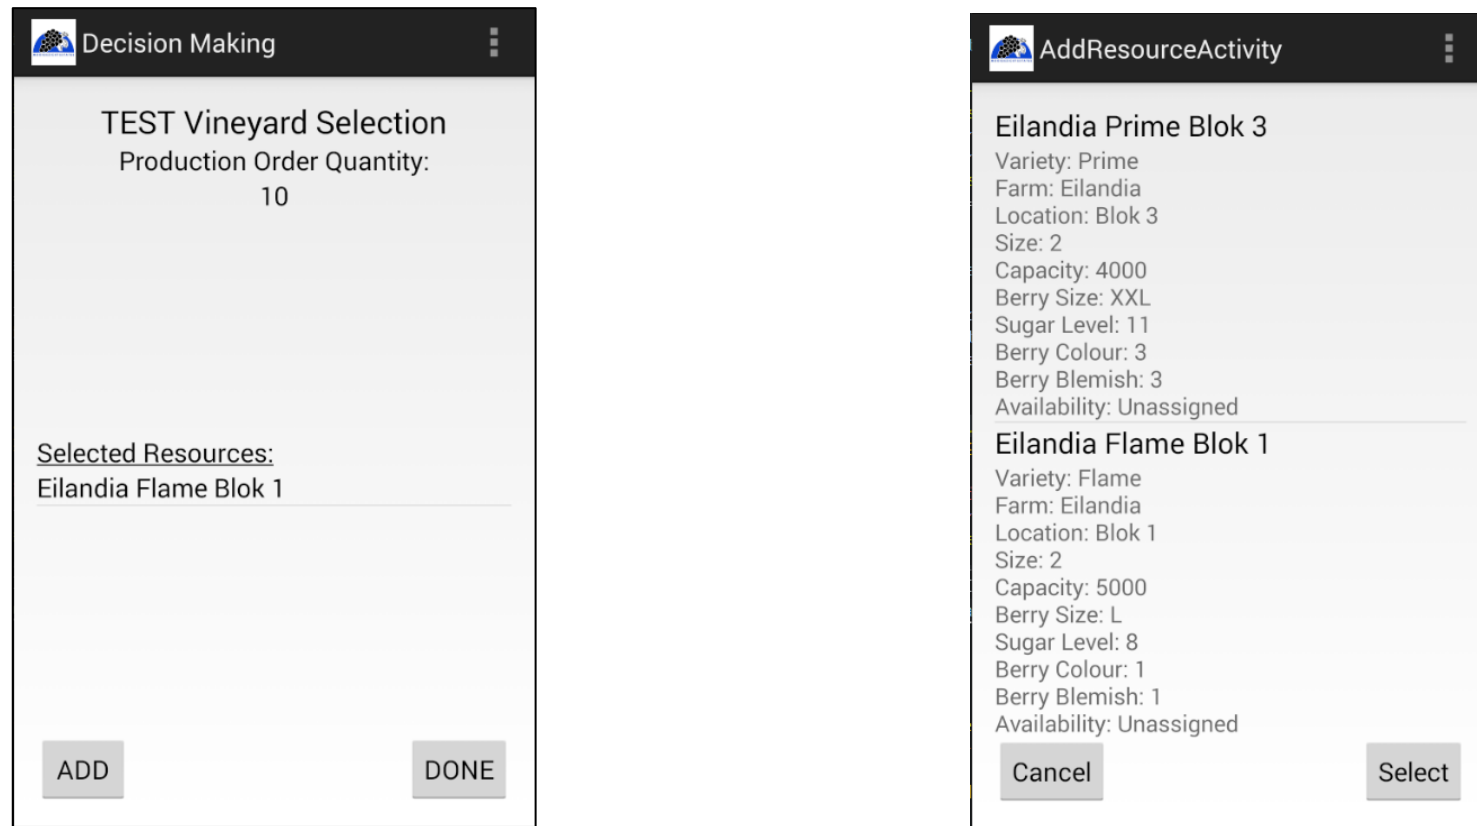 Decision Making
TEST Vineyard Selection
Production Order Quantity:
10
Selected Resources:
Eilandia Flame Blok 1
ADD
DONE
AddResourceActivity
Eilandia Prime Blok 3
Variety: Prime
Farm: Eilandia
Location: Blok 3
Size: 2
Capacity: 4000
Berry Size: XXL
Sugar Level: 11
Berry Colour: 3
Berry Blemish: 3
Availability: Unassigned
Eilandia Flame Blok 1
Variety: Flame
Farm: Eilandia
Location: Blok 1
Size: 2
Capacity: 5000
Berry Size: L
Sugar Level: 8
Berry Colour: 1
Berry Blemish: 1
Availability: Unassigned
Cancel
Select